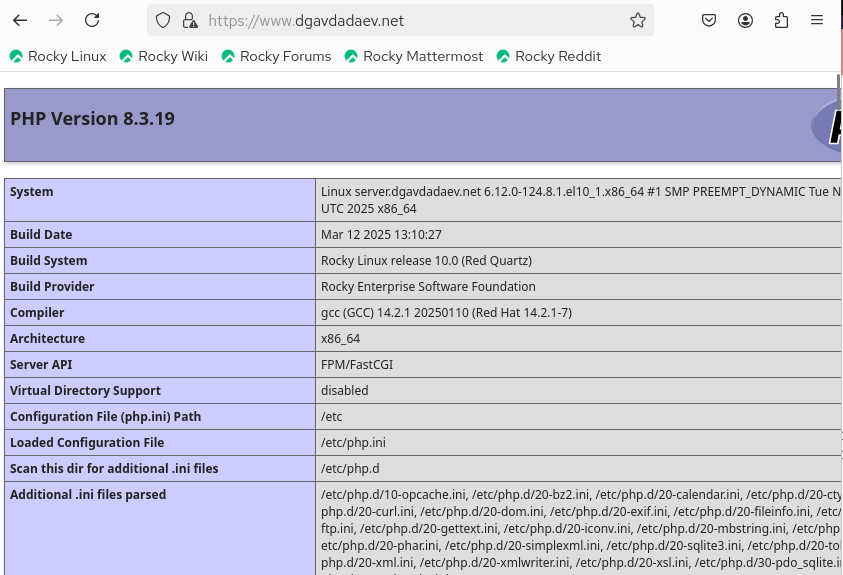 https://www.dgavdadaev.net
Rocky Linux Rocky Wiki Rocky Forums Rocky Mattermost Rocky Reddit
PHP Version 8.3.19
System Linux server.dgavdadaev.net 6.12.0-124.8.1.el10_1.x86_64 #1 SMP PREEMPT_DYNAMIC Tue N
UTC 2025 x86_64
Build Date Mar 12 2025 13:10:27
Build System Rocky Linux release 10.0 (Red Quartz)
Build Provider Rocky Enterprise Software Foundation
Compiler gcc (GCC) 14.2.1 20250110 (Red Hat 14.2.1-7)
Architecture x86_64
Server API FPM/FastCGI
Virtual Directory Support disabled
Configuration File (php.ini) Path /etc
Loaded Configuration File /etc/php.ini
Scan this dir for additional .ini files /etc/php.d
Additional .ini files parsed /etc/php.d/10-opcache.ini, /etc/php.d/20-bz2.ini, /etc/php.d/20-calendar.ini, /etc/php.d/20-cty
php.d/20-curl.ini, /etc/php.d/20-dom.ini, /etc/php.d/20-exif.ini, /etc/php.d/20-fileinfo.ini, /etc/
ftp.ini, /etc/php.d/20-gettext.ini, /etc/php.d/20-iconv.ini, /etc/php.d/20-mbstring.ini, /etc/php
etc/php.d/20-phar.ini, /etc/php.d/20-simplexml.ini, /etc/php.d/20-sqlite3.ini, /etc/php.d/20-to
php.d/20-xml.ini, /etc/php.d/20-xmlwriter.ini, /etc/php.d/20-xsl.ini, /etc/php.d/30-pdo_sqlite.i